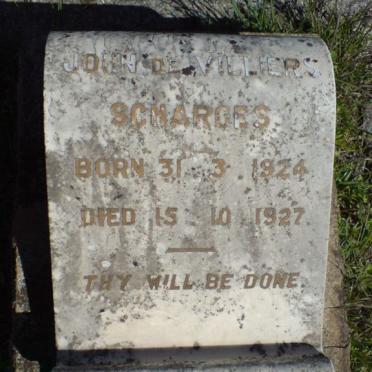 JOHN DE VILLIERS
SCHARGES
BORN 31 3 1924
DIED 15 10 1927
THY WILL BE DONE.